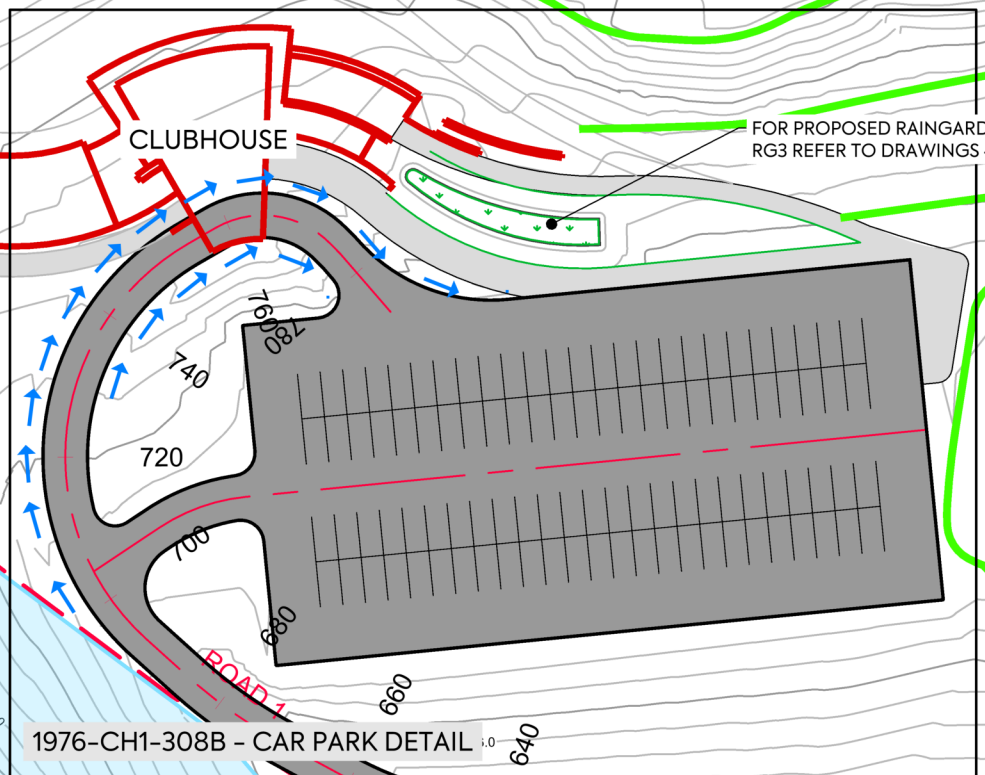 CLUBHOUSE
FOR PROPOSED RAINGARD
RG3 REFER TO DRAWINGS
760
780
740
720
700
680
ROAD 1
660
640
1976-CH1-308B - CAR PARK DETAIL